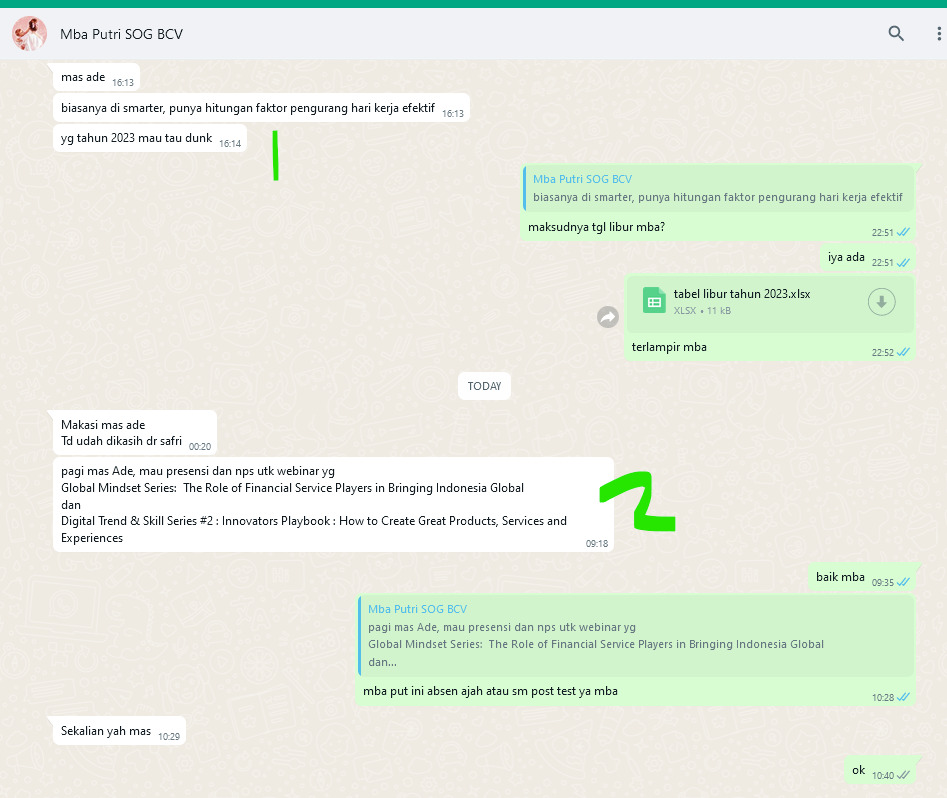 Mba Putri SOG BCV
mas ade 16:13
biasanya di smarter, punya hitungan faktor pengurang hari kerja efektif 16:13
yg tahun 2023 mau tau dunk 16:14
1
Mba Putri SOG BCV
biasanya di smarter, punya hitungan faktor pengurang hari kerja efektif
maksudnya tgl libur mba? 22:51
iya ada 22:51
tabel libur tahun 2023.xlsx
XLSX • 11 kB
terlampir mba 22:52
TODAY
Makasi mas ade
Td udah dikasih dr safri 00:20
pagi mas Ade, mau presensi dan nps utk webinar yg
Global Mindset Series: The Role of Financial Service Players in Bringing Indonesia Global
dan
Digital Trend & Skill Series #2 : Innovators Playbook : How to Create Great Products, Services and
Experiences 09:18
2
baik mba 09:35
Mba Putri SOG BCV
pagi mas Ade, mau presensi dan nps utk webinar yg
Global Mindset Series: The Role of Financial Service Players in Bringing Indonesia Global
dan...
mba put ini absen ajah atau sm post test ya mba 10:28
Sekalian yah mas 10:29
ok 10:40